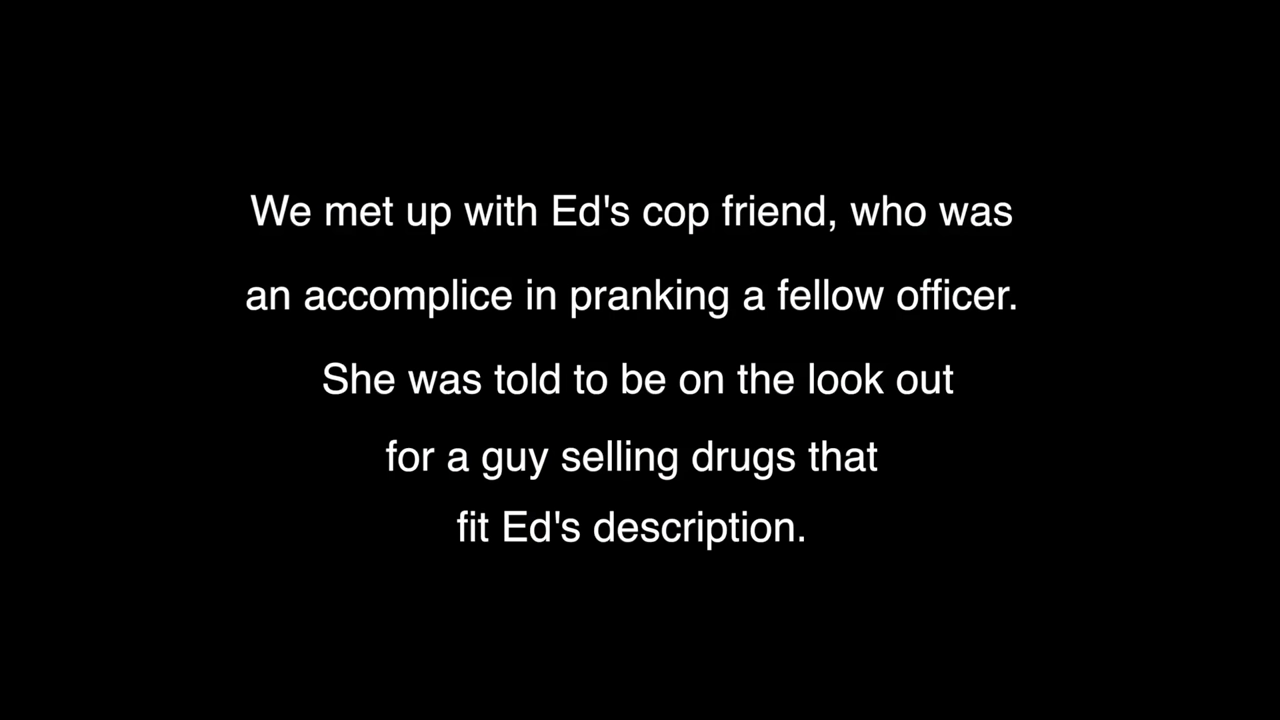 We met up with Ed's cop friend, who was
an accomplice in pranking a fellow officer.
She was told to be on the look out
for a guy selling drugs that
fit Ed's description.